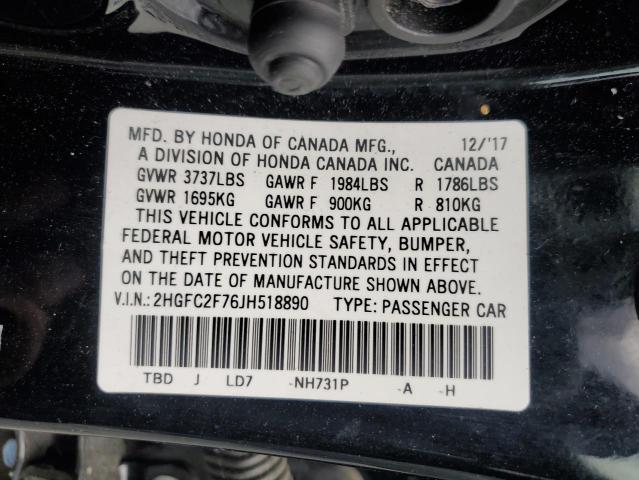 MFD. BY HONDA OF CANADA MFG., 12/'17
A DIVISION OF HONDA CANADA INC. CANADA
GVWR 3737LBS GAWR F 1984LBS R 1786LBS
GVWR 1695KG GAWR F 900KG R 810KG
THIS VEHICLE CONFORMS TO ALL APPLICABLE
FEDERAL MOTOR VEHICLE SAFETY, BUMPER,
AND THEFT PREVENTION STANDARDS IN EFFECT
ON THE DATE OF MANUFACTURE SHOWN ABOVE.
V.I.N.: 2HGFC2F76JH518890 TYPE: PASSENGER CAR
TBD J LD7 -NH731P -A -H